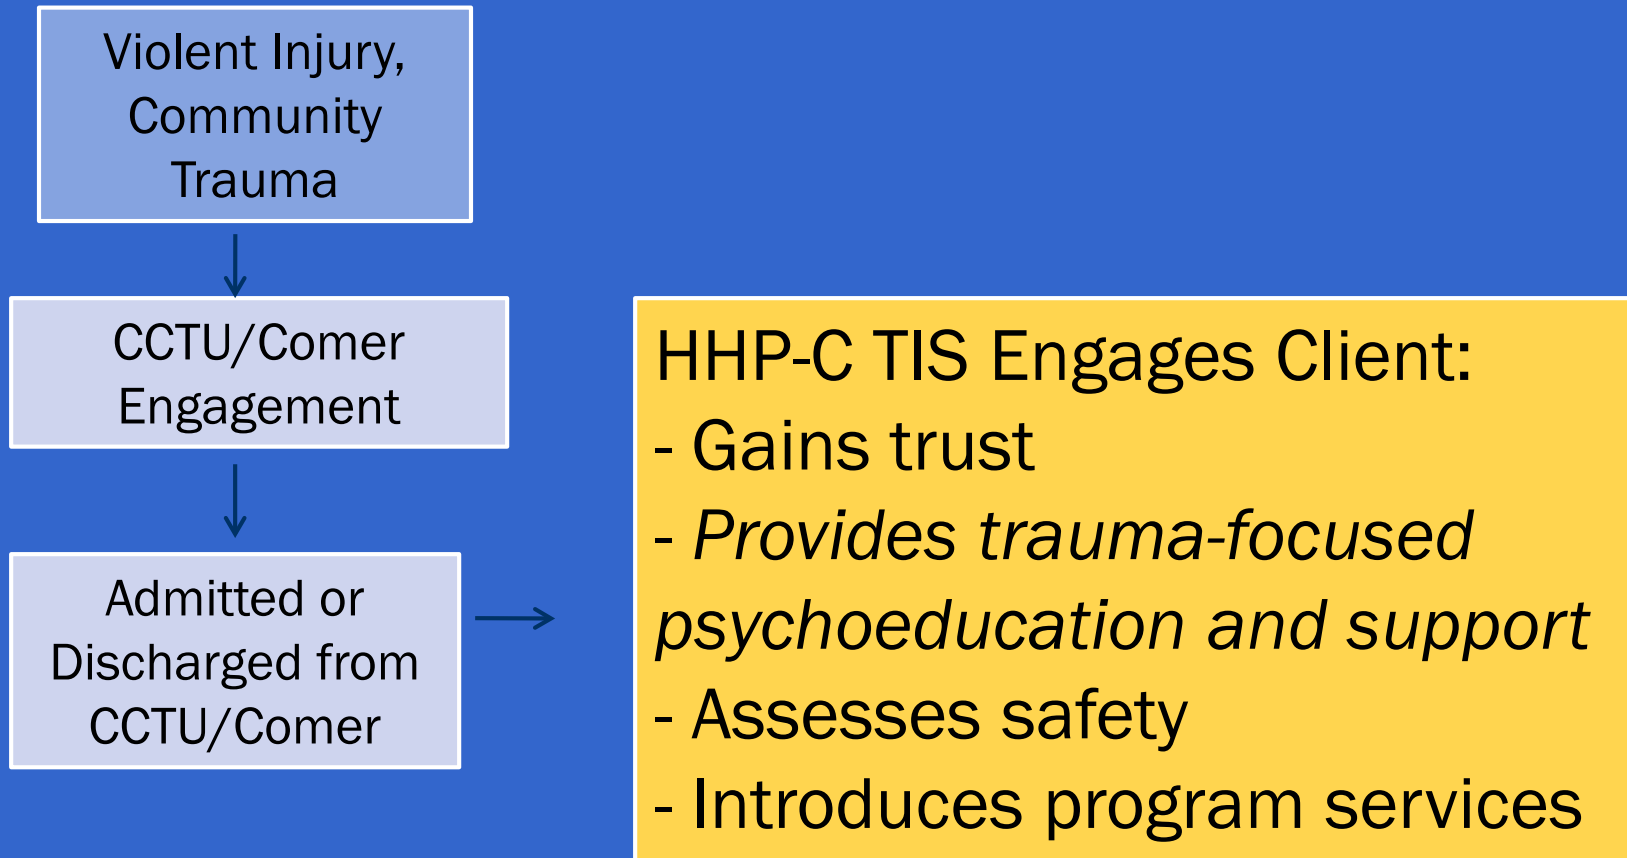 Violent Injury,
Community
Trauma
CCTU/Comer
Engagement
Admitted or
Discharged from
CCTU/Comer
HHP-C TIS Engages Client:
- Gains trust
- Provides trauma-focused
psychoeducation and support
- Assesses safety
- Introduces program services